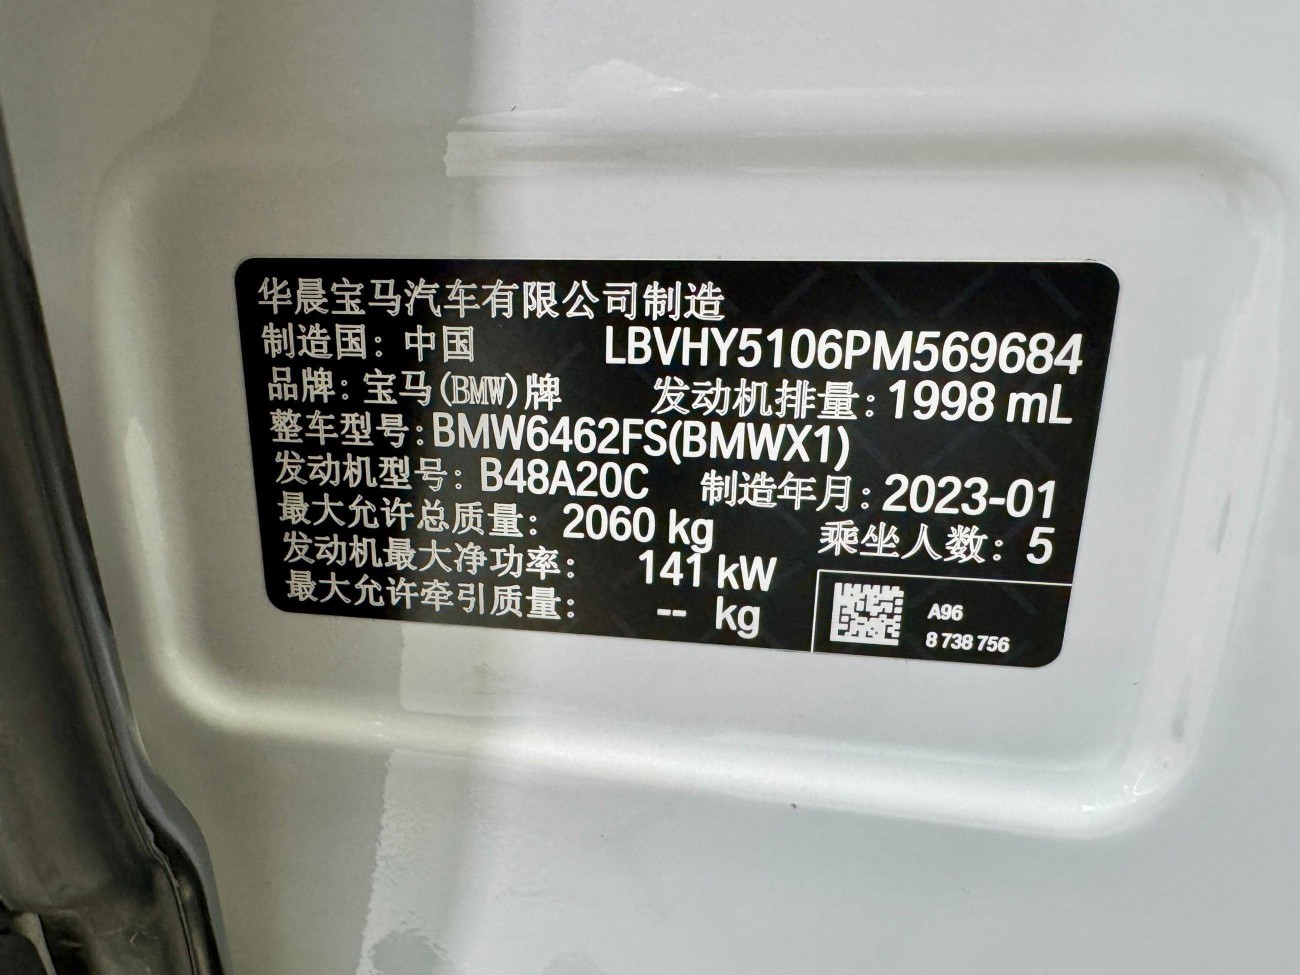 华晨宝马汽车有限公司制造
制造国：中国 LBVHY5106PM569684
品牌：宝马(BMW)牌 发动机排量：1998 mL
整车型号：BMW6462FS(BMWX1)
发动机型号：B48A20C 制造年月：2023-01
最大允许总质量：2060 kg 乘坐人数：5
发动机最大净功率：141 kW
最大允许牵引质量：-- kg
A96
8 738 756